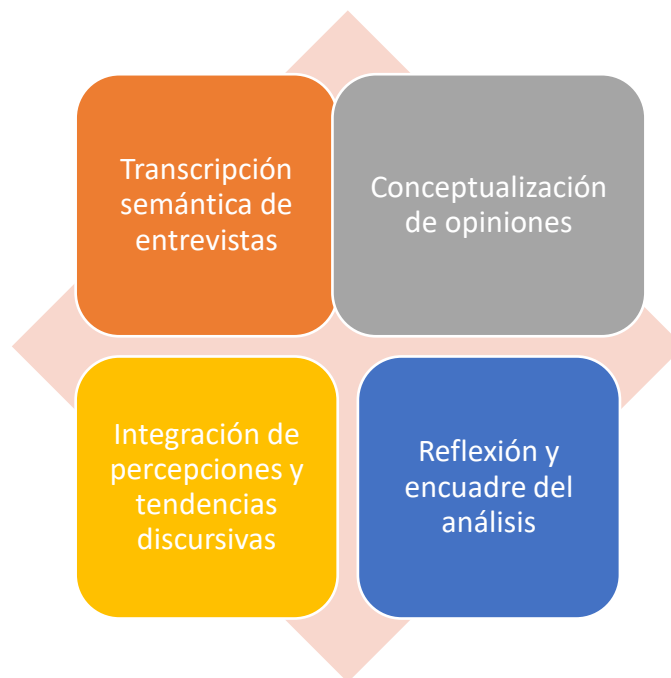 Transcripción
semántica de
entrevistas
Conceptualización
de opiniones
Integración de
percepciones y
tendencias
discursivas
Reflexión y
encuadre del
análisis